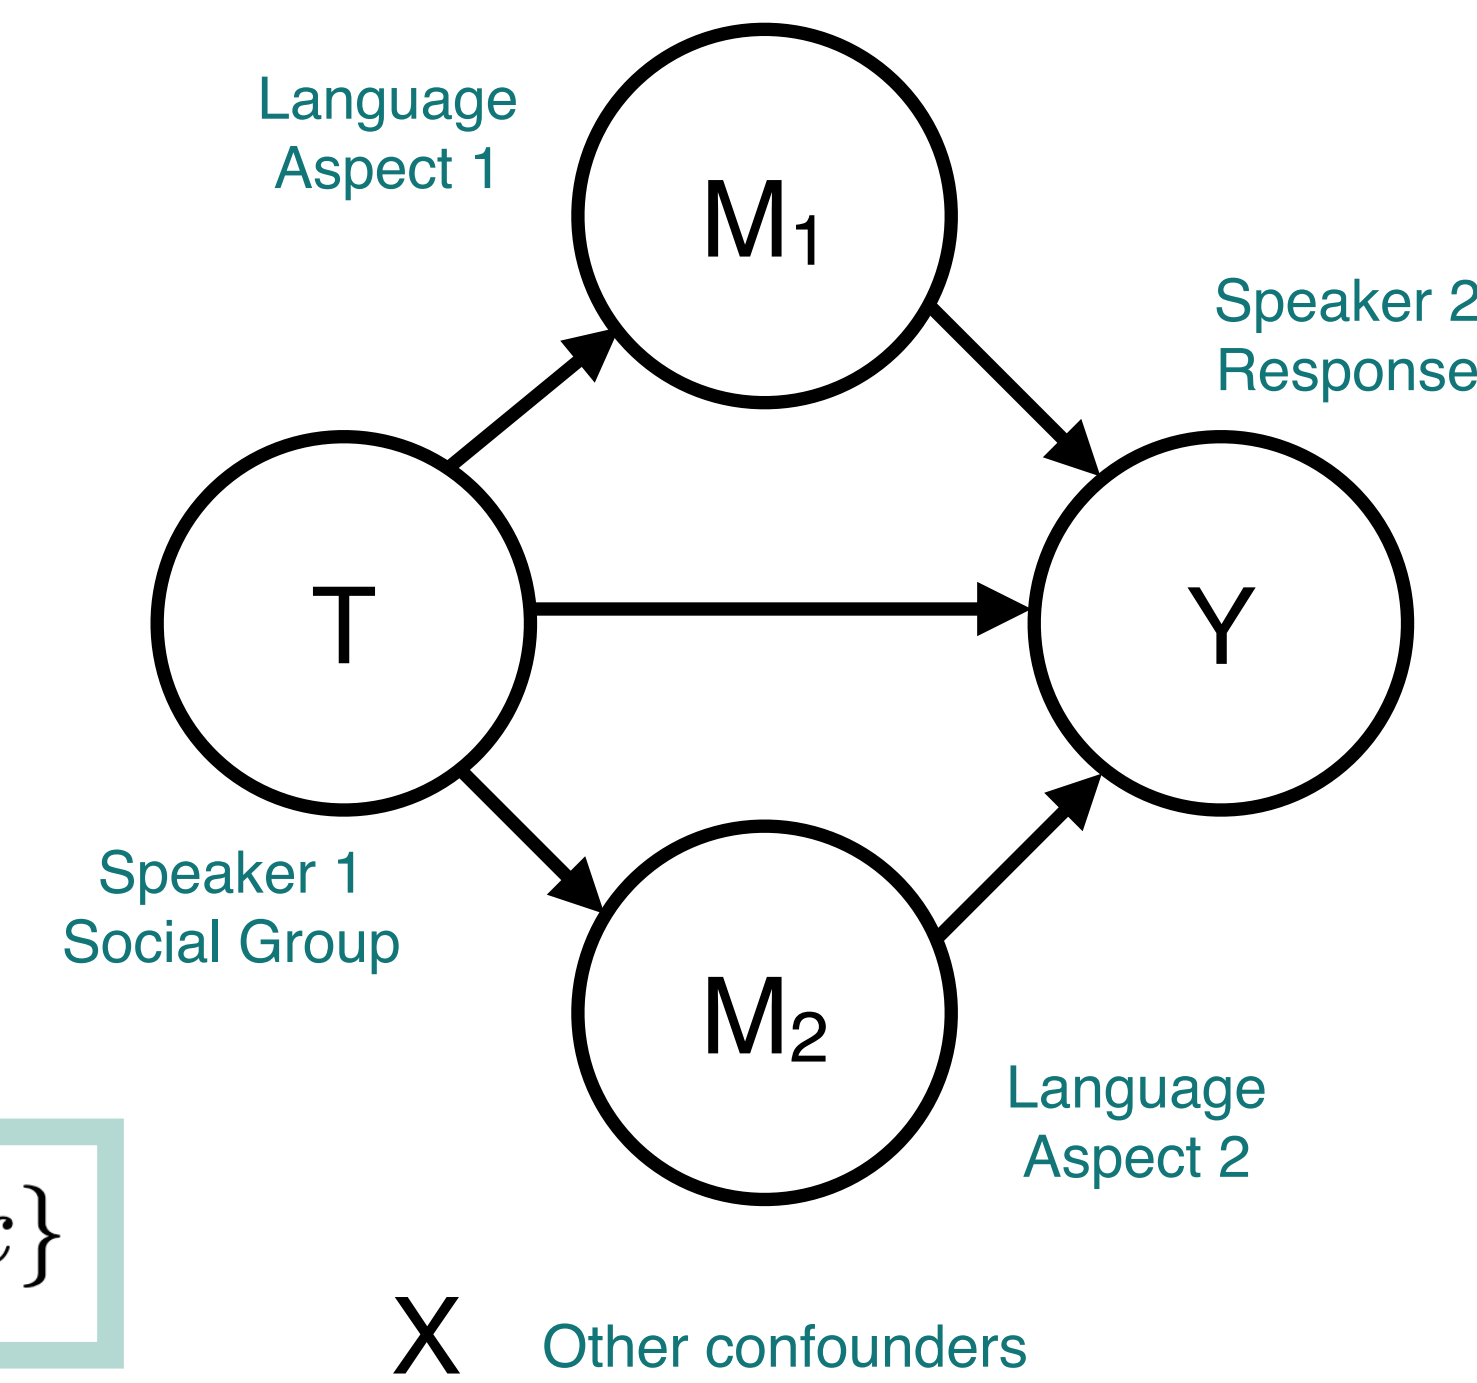 Language
Aspect 1
M₁
Speaker 2
Response
T
Y
Speaker 1
Social Group
M₂
Language
Aspect 2
}
X Other confounders